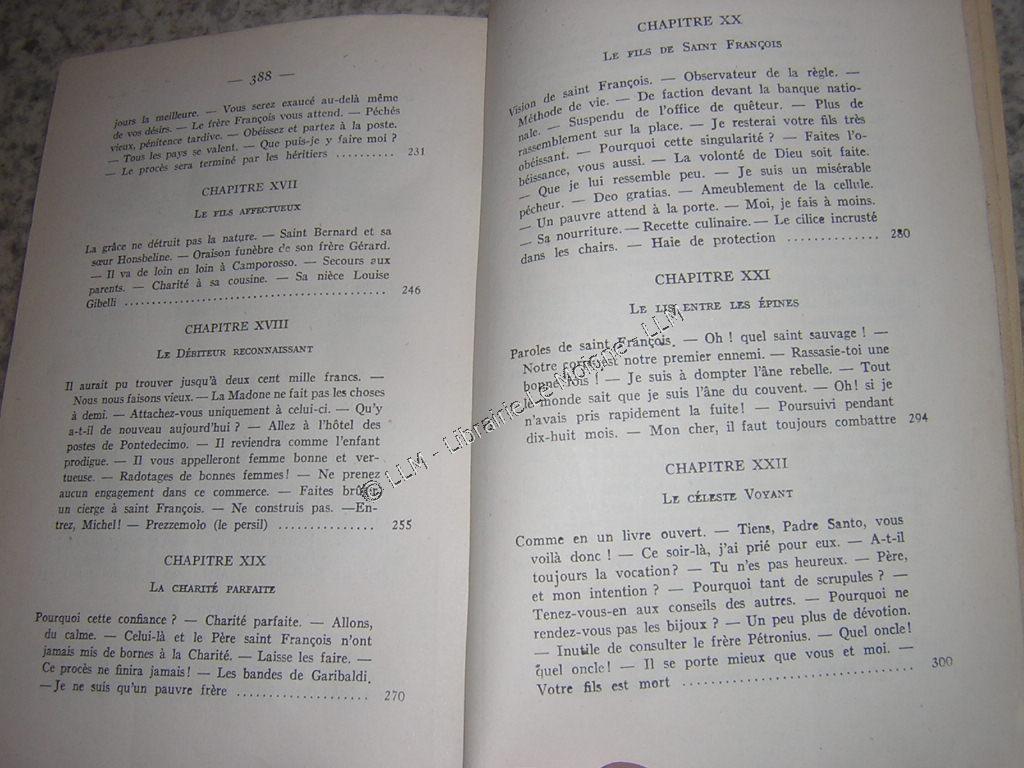 — 388 —
jours la meilleure. — Vous serez exaucé au-delà même
de vos désirs. — Le frère François vous attend. — Péchés
vieux, pénitence tardive. — Obéissez et partez à la poste.
— Tous les pays se valent. — Que puis-je y faire moi ?
— Le procès sera terminé par les héritiers .......... 231
CHAPITRE XVII
Le fils affectueux
La grâce ne détruit pas la nature. — Saint Bernard et sa
sœur Honsbeline. — Oraison funèbre de son frère Gérard.
— Il va de loin en loin à Camporosso. — Secours aux
parents. — Charité à sa cousine. — Sa nièce Louise
Gibelli ........................................ 246
CHAPITRE XVIII
Le Débiteur reconnaissant
Il aurait pu trouver jusqu'à deux cent mille francs. —
Nous nous faisons vieux. — La Madone ne fait pas les choses
à demi. — Attachez-vous uniquement à celui-ci. — Qu'y
a-t-il de nouveau aujourd'hui ? — Allez à l'hôtel des
postes de Pontedecimo. — Il reviendra comme l'enfant
prodigue. — Il vous appelleront femme bonne et ver-
tueuse. — Radotages de bonnes femmes ! — Ne prenez
aucun engagement dans ce commerce. — Faites brûler
un cierge à saint François. — Ne construis pas. —En-
trez, Michel ! — Prezzemolo (le persil) ............... 255
CHAPITRE XIX
La charité parfaite
Pourquoi cette confiance ? — Charité parfaite. — Allons,
du calme. — Celui-là et le Père saint François n'ont
jamais mis de bornes à la Charité. — Laisse les faire. —
Ce procès ne finira jamais ! — Les bandes de Garibaldi.
—Je ne suis qu'un pauvre frère .................... 270
CHAPITRE XX
Le fils de Saint François
Vision de saint François. — Observateur de la règle. —
Méthode de vie. — De faction devant la banque natio-
nale. — Suspendu de l'office de quêteur. — Plus de
rassemblement sur la place. — Je resterai votre fils très
obéissant. — Pourquoi cette singularité ? — Faites l'o-
béissance, vous aussi. — La volonté de Dieu soit faite.
— Que je lui ressemble peu. — Je suis un misérable
pécheur. — Deo gratias. — Ameublement de la cellule.
— Un pauvre attend à la porte. — Moi, je fais à moins.
— Sa nourriture. — Recette culinaire. — Le cilice incrusté
dans les chairs. — Haie de protection .............. 280
CHAPITRE XXI
Le lis entre les épines
Paroles de saint François. — Oh ! quel saint sauvage ! —
Notre corps est notre premier ennemi. — Rassasie-toi une
bonne fois ! — Je suis à dompter l'âne rebelle. — Tout
le monde sait que je suis l'âne du couvent. — Oh! si je
n'avais pris rapidement la fuite! — Poursuivi pendant
dix-huit mois. — Mon cher, il faut toujours combattre 294
CHAPITRE XXII
Le céleste Voyant
Comme en un livre ouvert. — Tiens, Padre Santo, vous
voilà donc ! — Ce soir-là, j'ai prié pour eux. — A-t-il
toujours la vocation? — Tu n'es pas heureux. — Père,
et mon intention ? — Pourquoi tant de scrupules ? —
Tenez-vous-en aux conseils des autres. — Pourquoi ne
rendez-vous pas les bijoux ? — Un peu plus de dévotion.
— Inutile de consulter le frère Pétronius. — Quel oncle!
quel oncle! — Il se porte mieux que vous et moi. —
Votre fils est mort ............................... 300
© LLM - Librairie Le Moigne - LLM